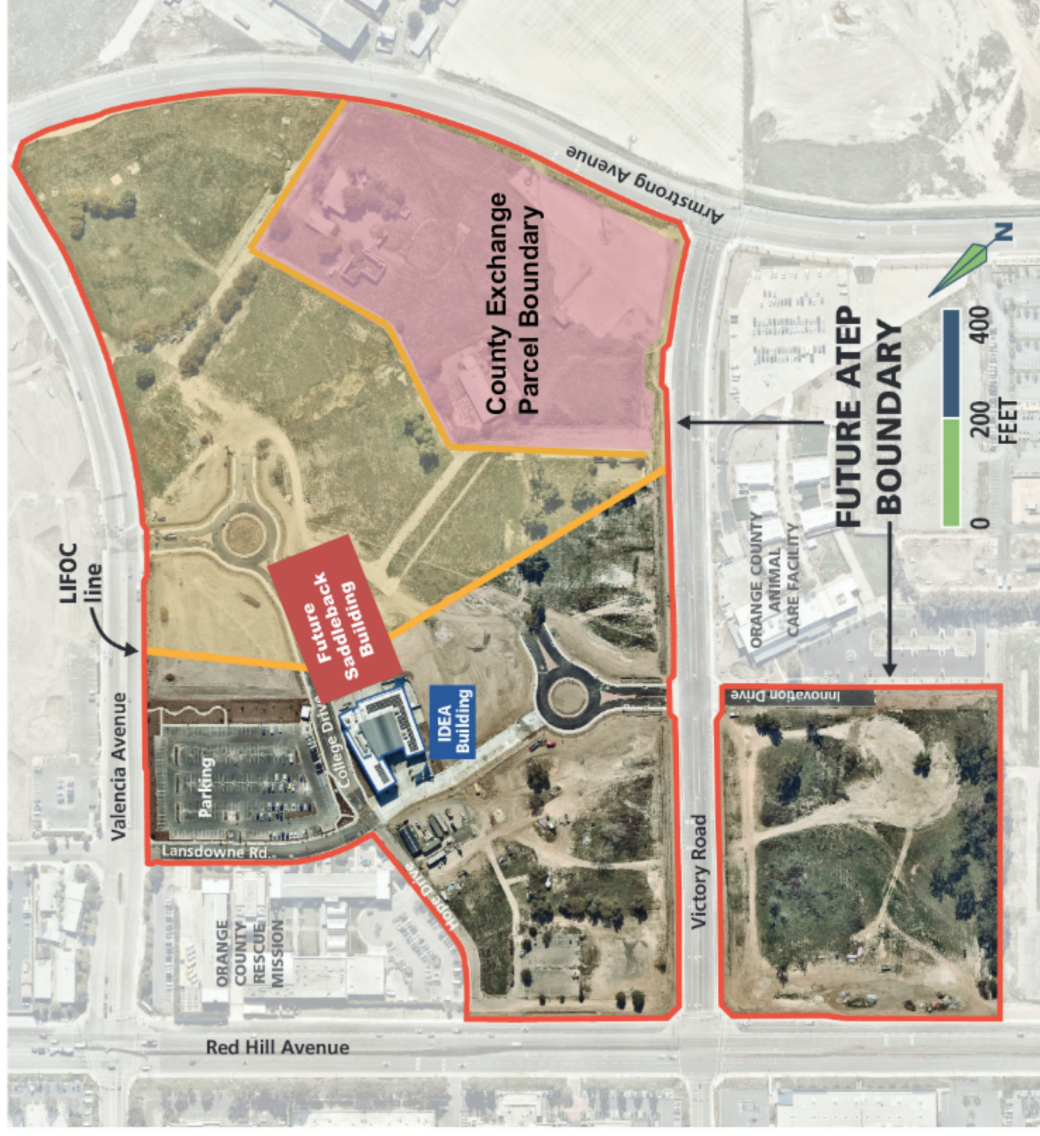 LIFOC
line
Valencia Avenue
Armstrong Avenue
County Exchange
Parcel Boundary
Future
Saddleback
Building
IDEA
Building
College Drive
Parking
Lansdowne Rd.
Hope Drive
ORANGE
COUNTY
RESCUE
MISSION
Red Hill Avenue
Victory Road
Innovation Drive
ORANGE COUNTY
ANIMAL
CARE FACILITY
FUTURE ATEP
BOUNDARY
0 200 400
FEET
N